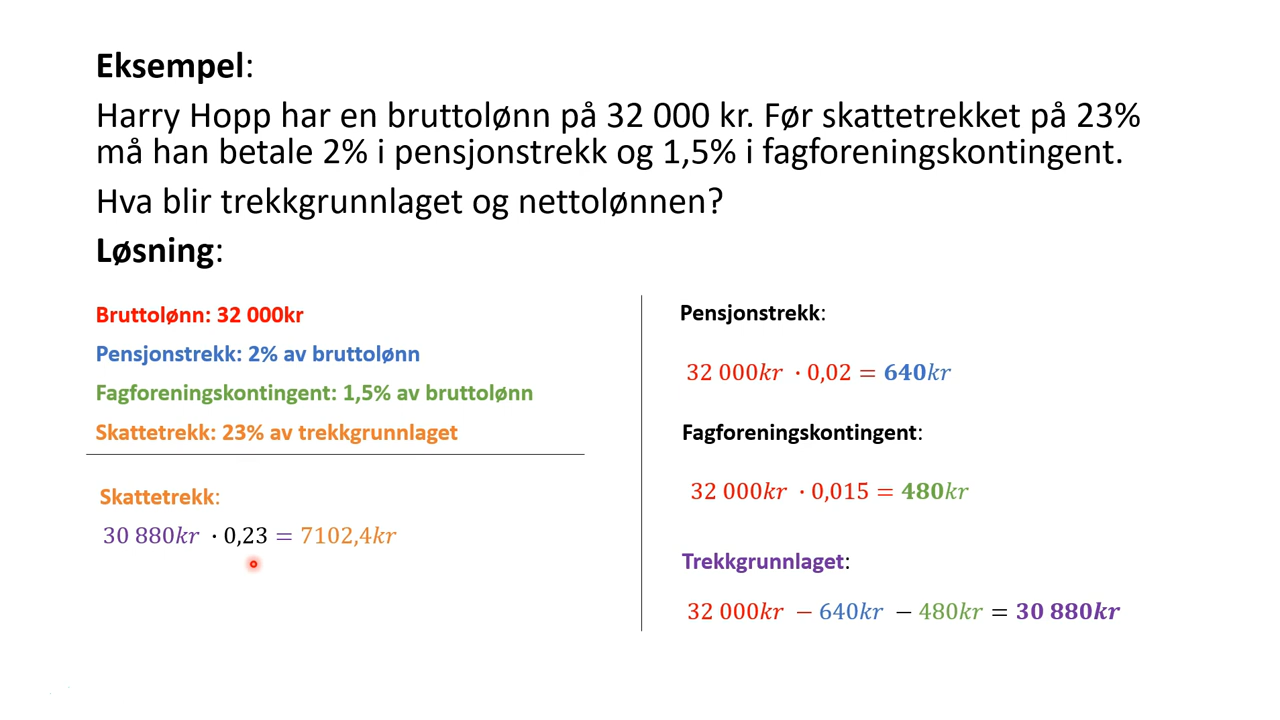 Eksempel:
Harry Hopp har en bruttolønn på 32 000 kr. Før skattetrekket på 23%
må han betale 2% i pensjonstrekk og 1,5% i fagforeningskontingent.
Hva blir trekkgrunnlaget og nettolønnen?
Løsning:
Bruttolønn: 32 000kr
Pensjonstrekk: 2% av bruttolønn
Fagforeningskontingent: 1,5% av bruttolønn
Skattetrekk: 23% av trekkgrunnlaget
Skattetrekk:
30 880kr · 0,23 = 7102,4kr
Pensjonstrekk:
32 000kr · 0,02 = 640kr
Fagforeningskontingent:
32 000kr · 0,015 = 480kr
Trekkgrunnlaget:
32 000kr − 640kr − 480kr = 30 880kr